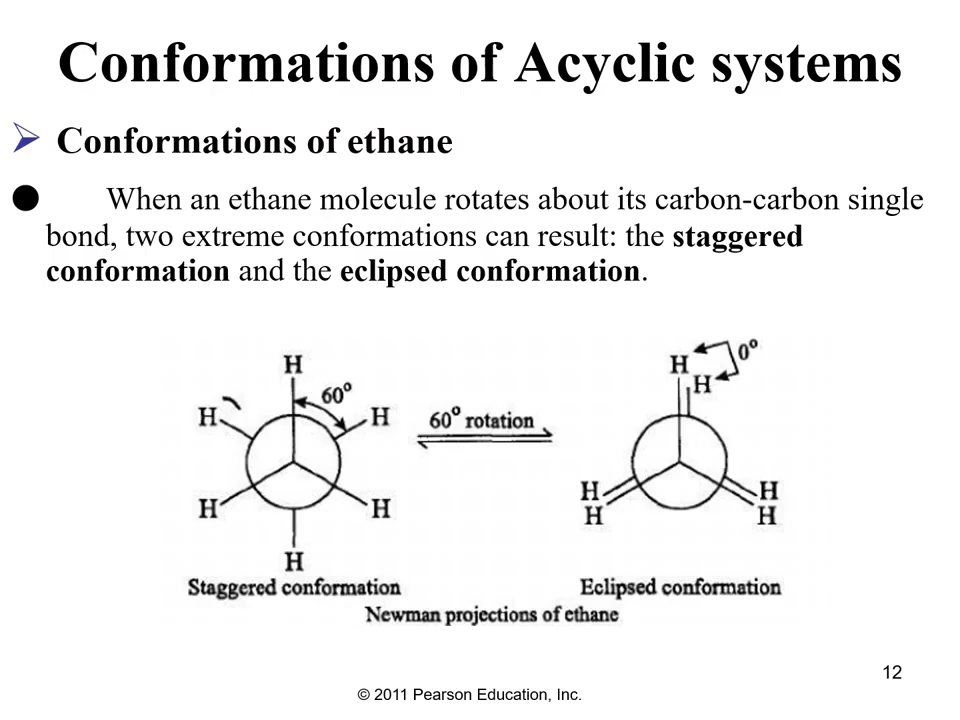 Conformations of Acyclic systems
Conformations of ethane
When an ethane molecule rotates about its carbon-carbon single
bond, two extreme conformations can result: the staggered
conformation and the eclipsed conformation.
H
60°
H
H
H
H
H
Staggered conformation
60° rotation
0°
H
H
H
H
H
H
Eclipsed conformation
Newman projections of ethane
12
© 2011 Pearson Education, Inc.